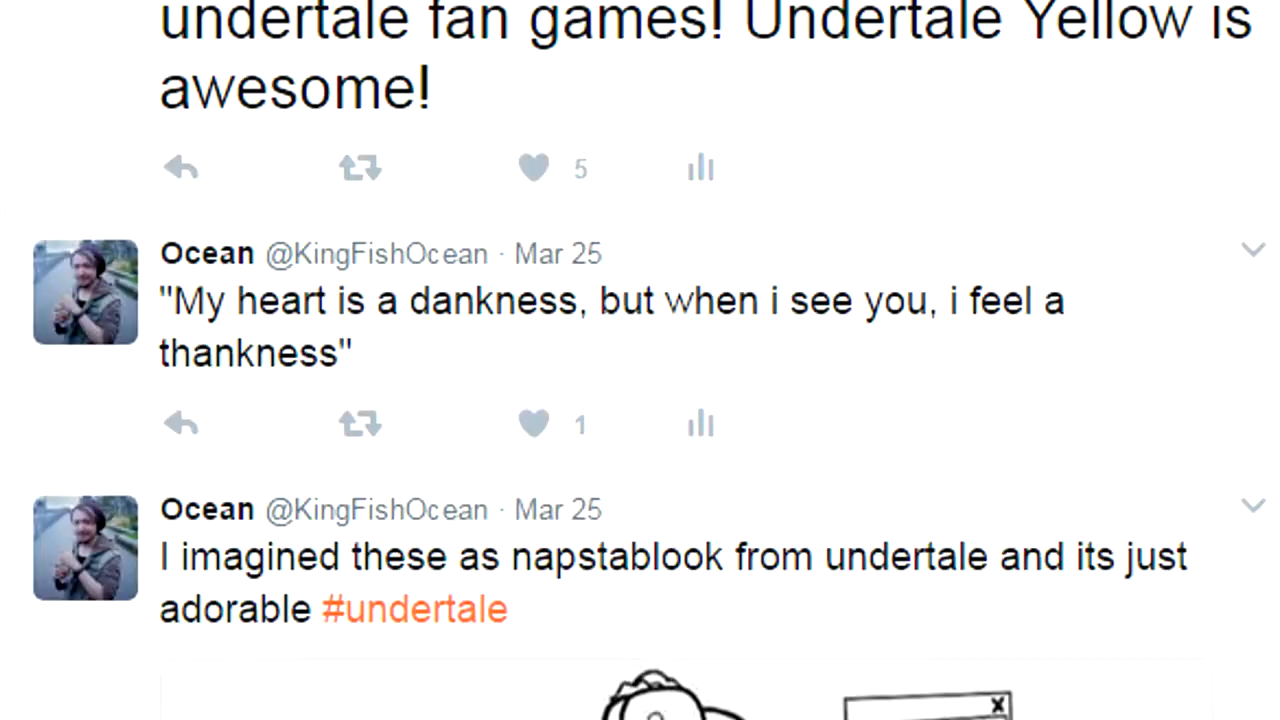 undertale fan games! Undertale Yellow is
awesome!
5
Ocean @KingFishOcean · Mar 25
"My heart is a dankness, but when i see you, i feel a
thankness"
1
Ocean @KingFishOcean · Mar 25
I imagined these as napstablook from undertale and its just
adorable #undertale
x